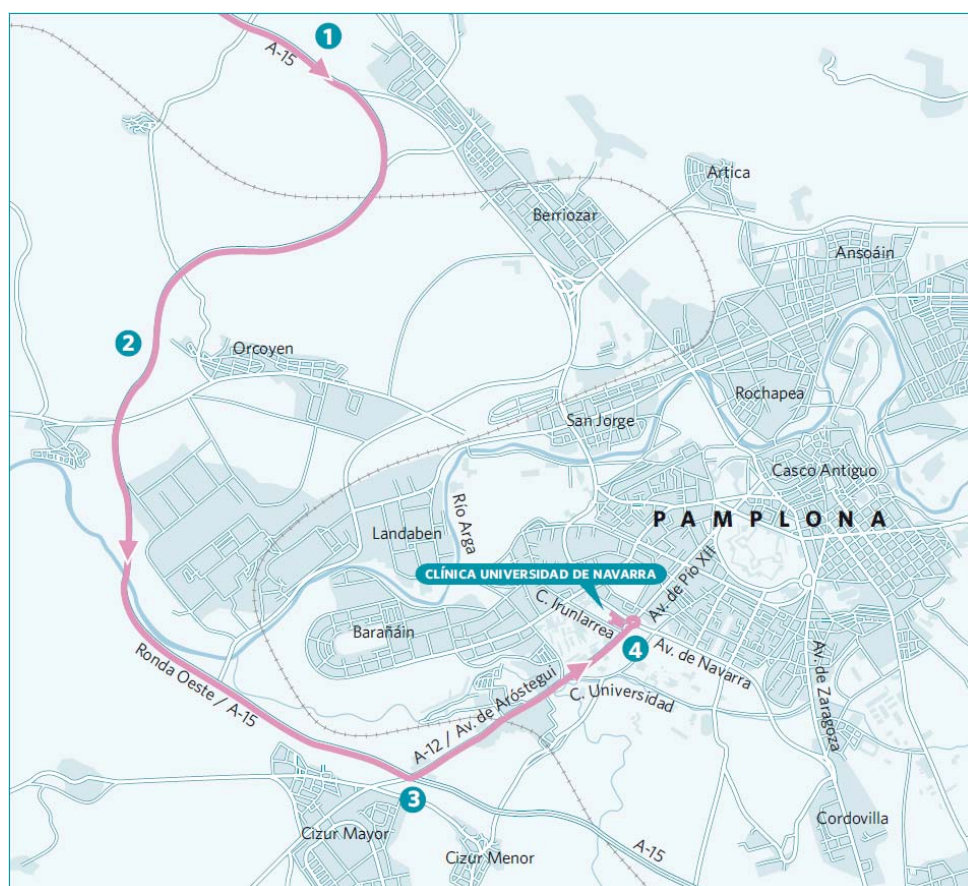 1
A-15
Artica
Berriozar
Ansoáin
2
Orcoyen
Rochapea
San Jorge
Casco Antiguo
Río Arga
PAMPLONA
Landaben
CLÍNICA UNIVERSIDAD DE NAVARRA
Av. de Pío XII
C. Irunlarrea
Barañáin
4
Av. de Navarra
Ronda Oeste / A-15
A-12 / Av. de Aróstegui
C. Universidad
Av. de Zaragoza
3
Cizur Mayor
Cizur Menor
A-15
Cordovilla